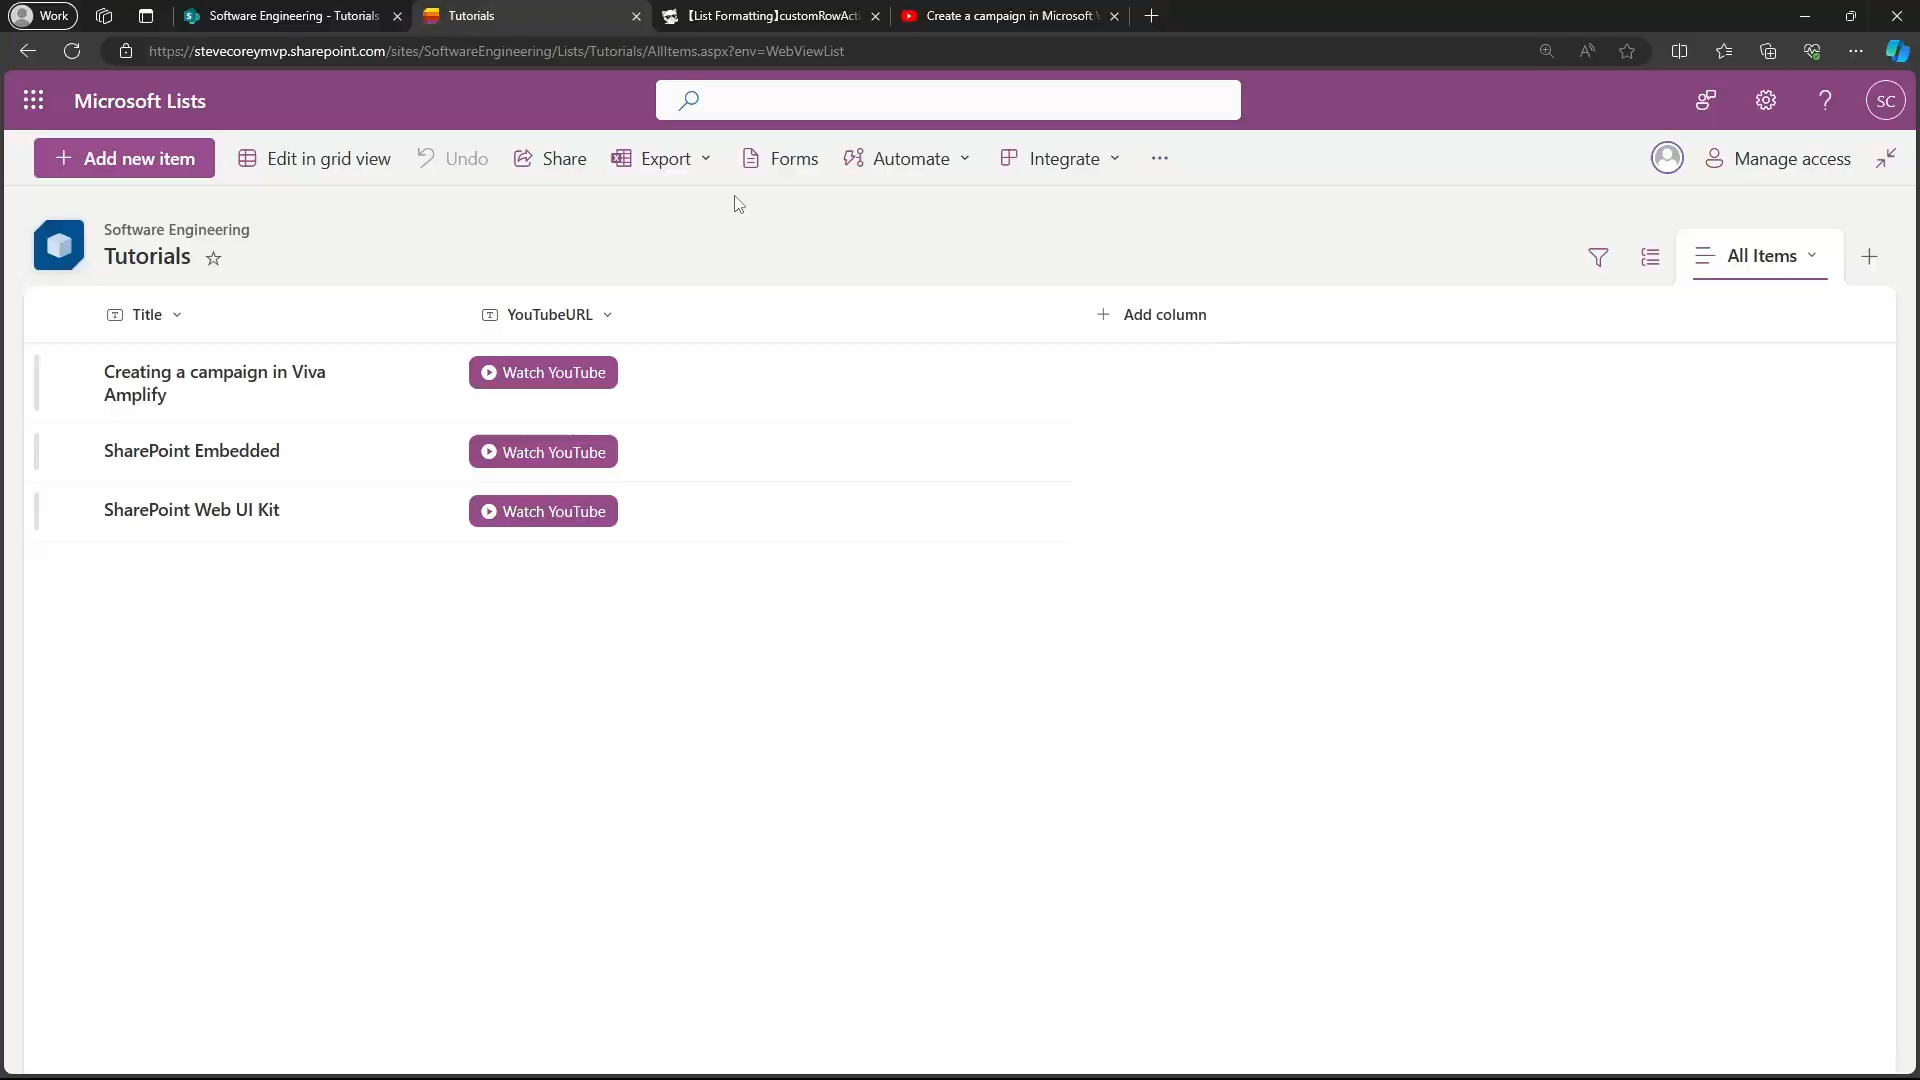 Work
Software Engineering - Tutorials
Tutorials
【List Formatting】customRowActi
Create a campaign in Microsoft V
https://stevecoreymvp.sharepoint.com/sites/SoftwareEngineering/Lists/Tutorials/AllItems.aspx?env=WebViewList
Microsoft Lists
SC
Add new item
Edit in grid view
Undo
Share
Export
Forms
Automate
Integrate
Manage access
Software Engineering
Tutorials
All Items
Title
YouTubeURL
Add column
Creating a campaign in Viva
Amplify
Watch YouTube
SharePoint Embedded
Watch YouTube
SharePoint Web UI Kit
Watch YouTube